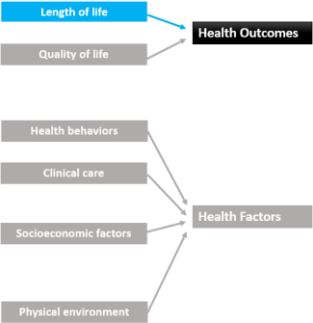 Length of life
Health Outcomes
Quality of life
Health behaviors
Clinical care
Health Factors
Socioeconomic factors
Physical environment